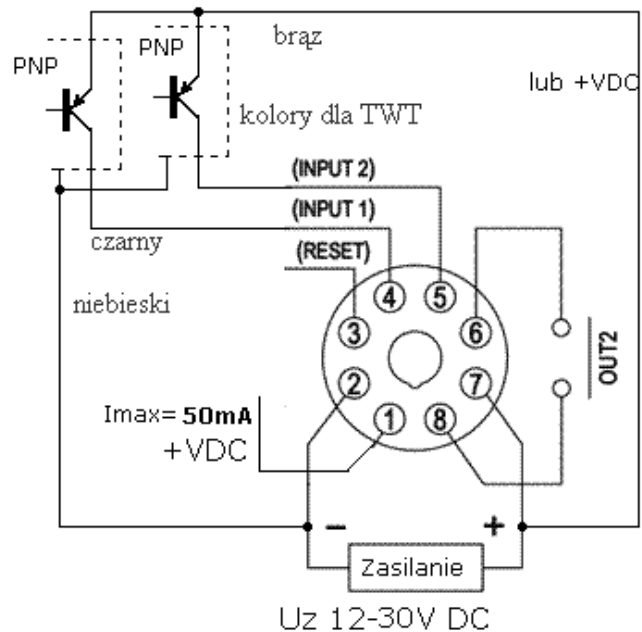 brąz
PNP
PNP
lub +VDC
kolory dla TWT
(INPUT 2)
(INPUT 1)
czarny
(RESET)
niebieski
4
5
3
6
2
7
1
8
OUT2
Imax= 50mA
+VDC
–
+
Zasilanie
Uz 12-30V DC